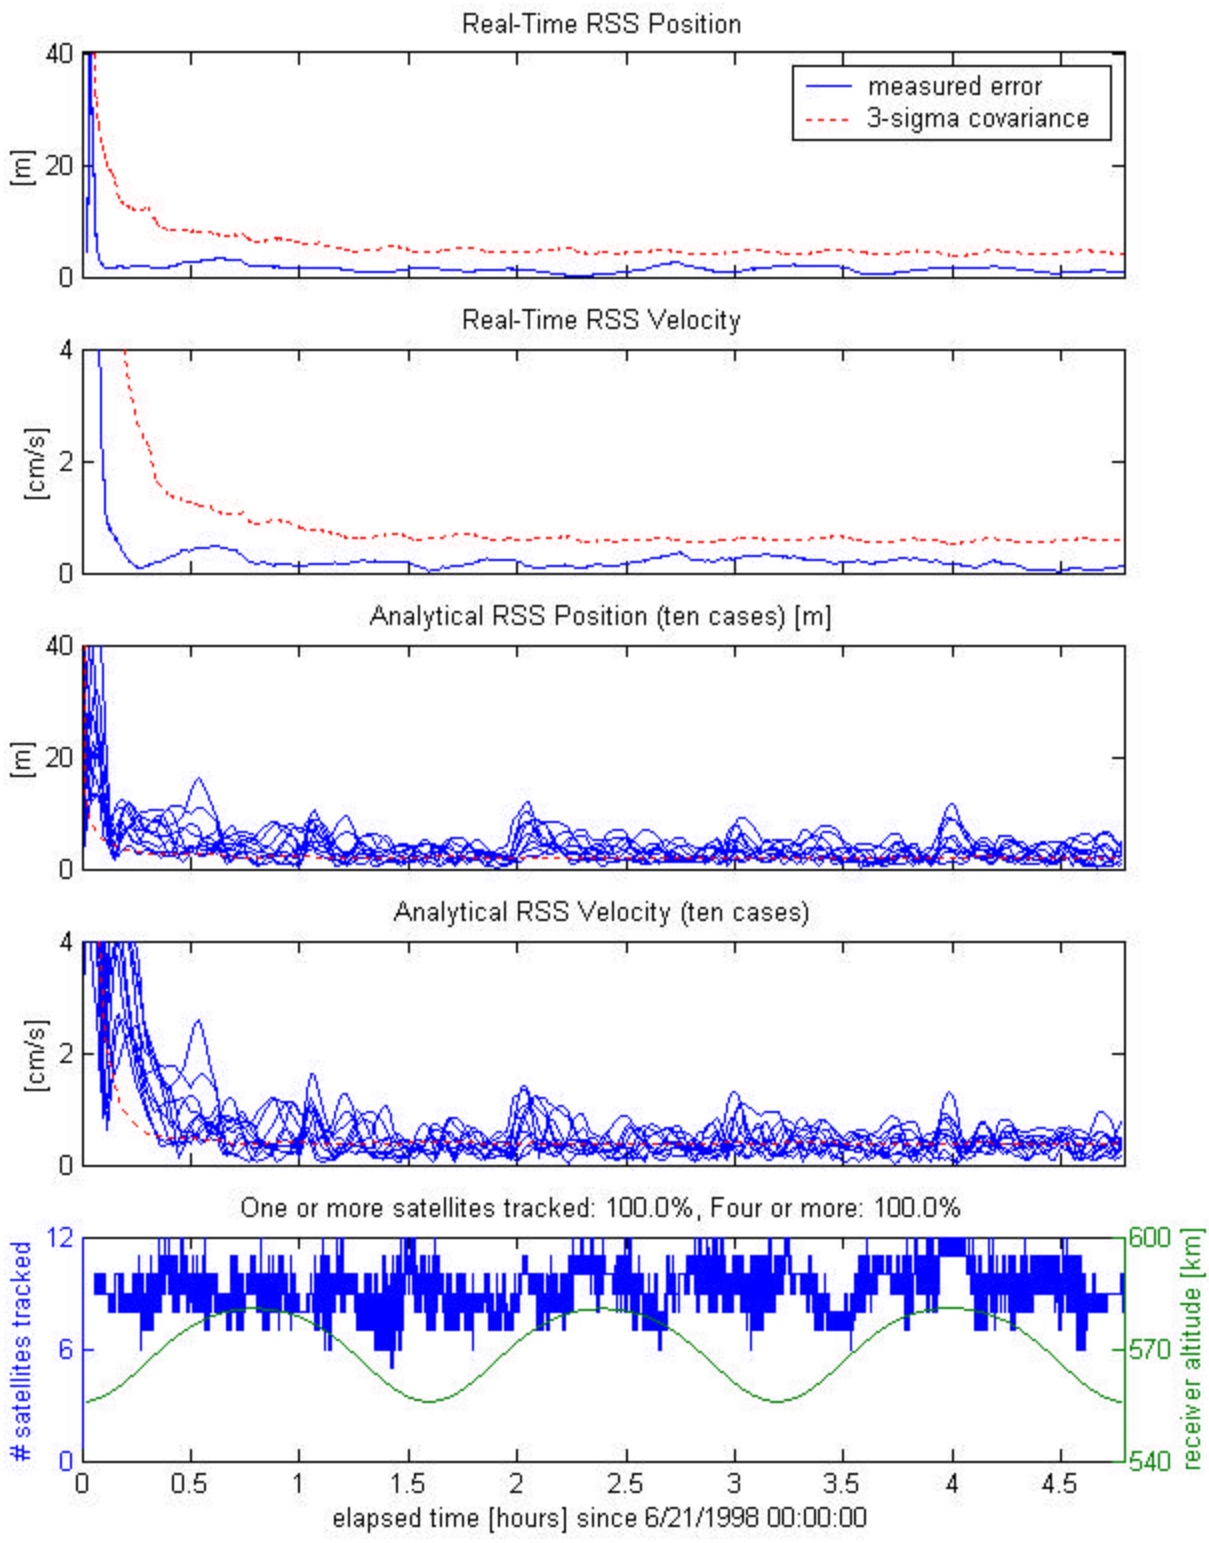 Real-Time RSS Position
40
20
0
[m]
measured error
3-sigma covariance
Real-Time RSS Velocity
4
2
0
[cm/s]
Analytical RSS Position (ten cases) [m]
40
20
0
[m]
Analytical RSS Velocity (ten cases)
4
2
0
[cm/s]
One or more satellites tracked: 100.0%, Four or more: 100.0%
12
6
0
# satellites tracked
600
570
540
receiver altitude [km]
0 0.5 1 1.5 2 2.5 3 3.5 4 4.5
elapsed time [hours] since 6/21/1998 00:00:00